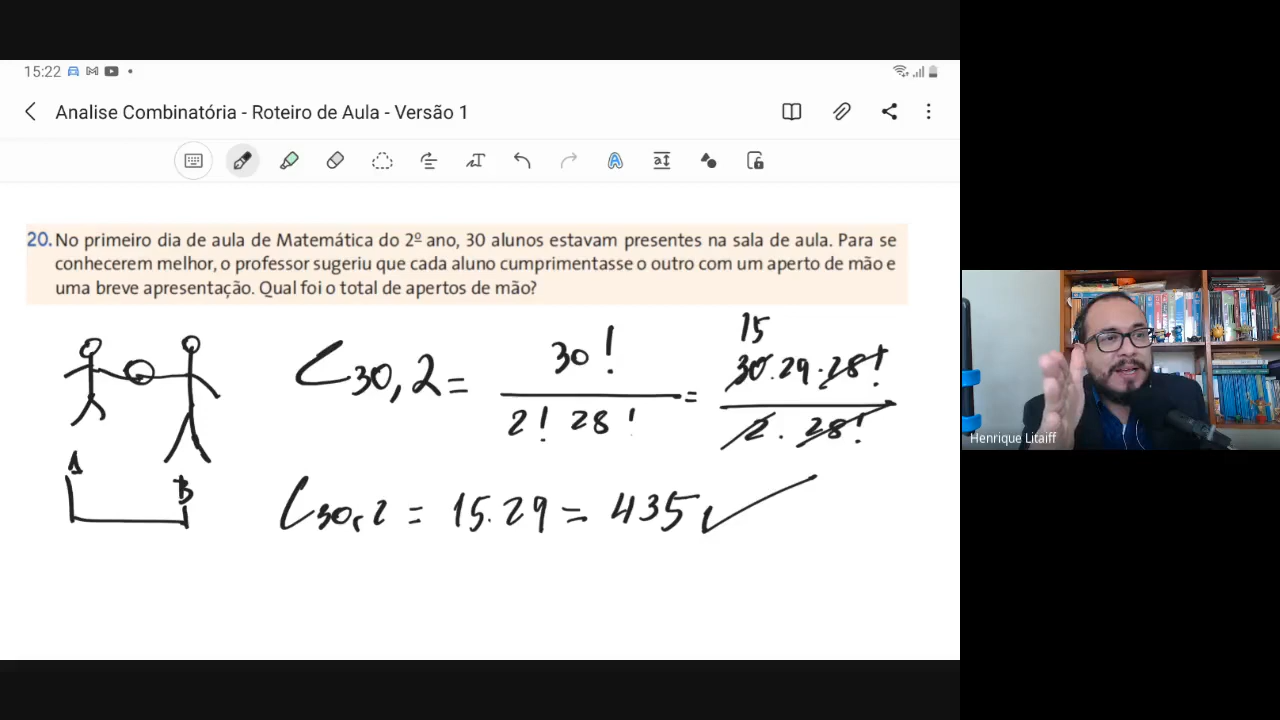 15:22
Analise Combinatória - Roteiro de Aula - Versão 1
20. No primeiro dia de aula de Matemática do 2º ano, 30 alunos estavam presentes na sala de aula. Para se
conhecerem melhor, o professor sugeriu que cada aluno cumprimentasse o outro com um aperto de mão e
uma breve apresentação. Qual foi o total de apertos de mão?
C30,2 = 30! / 2! 28! = 15 30.29.28! / 2.28!
A B
C30,2 = 15.29 = 435 ✓
Henrique Litaiff